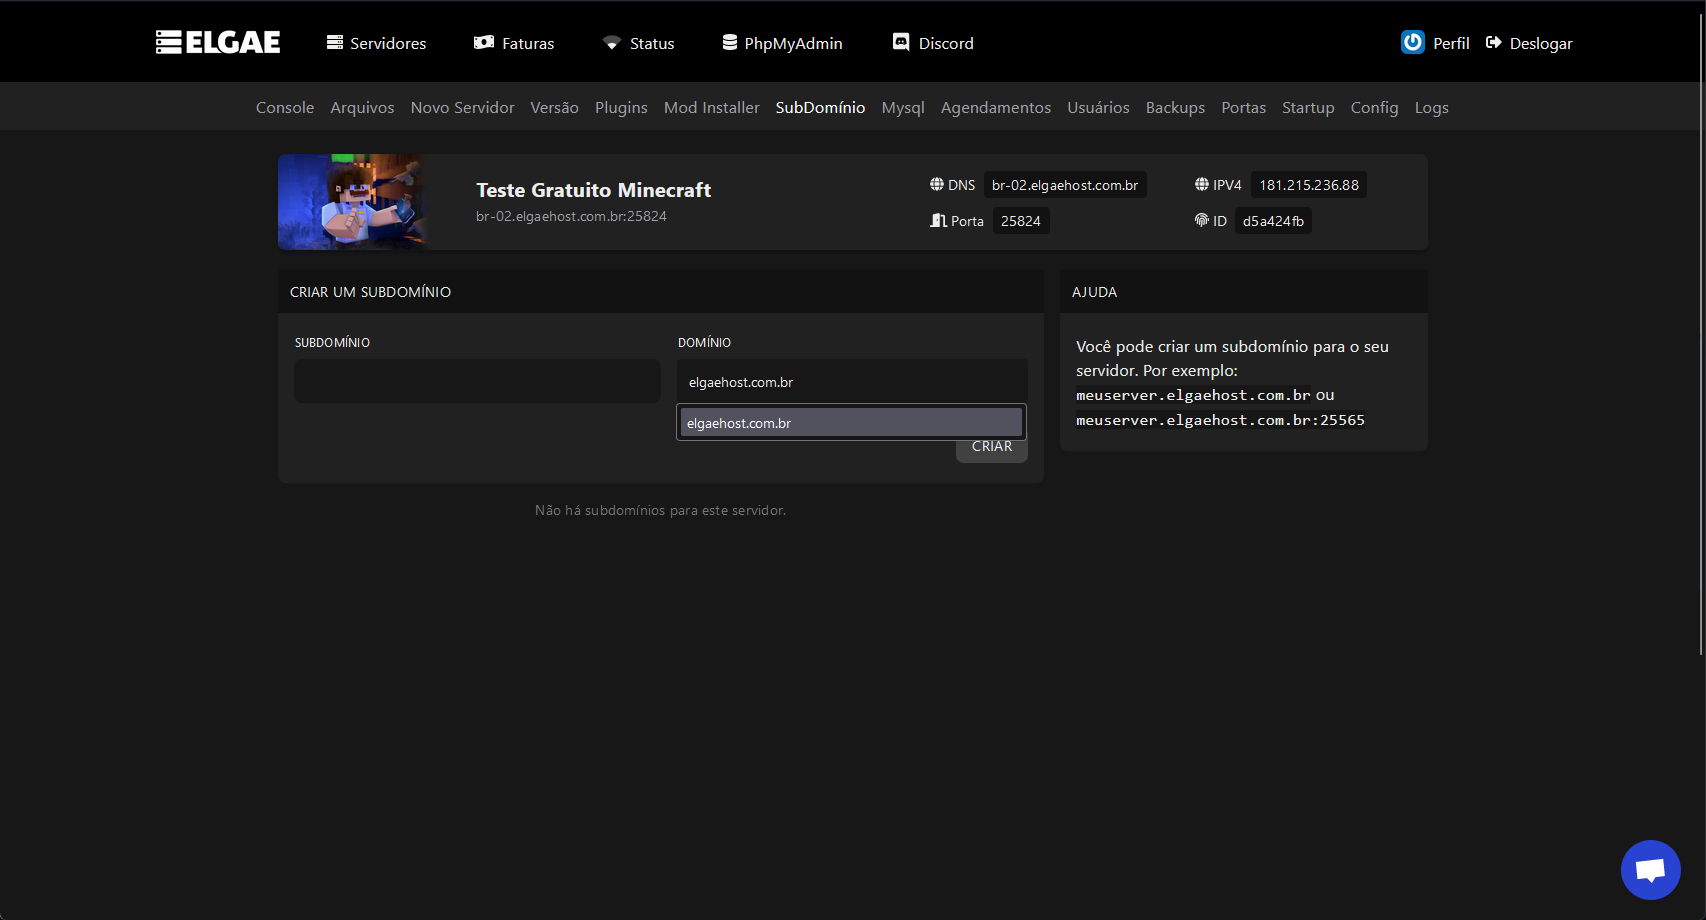 ELGAE Servidores Faturas Status PhpMyAdmin Discord Perfil Deslogar
Console Arquivos Novo Servidor Versão Plugins Mod Installer SubDomínio Mysql Agendamentos Usuários Backups Portas Startup Config Logs
Teste Gratuito Minecraft
br-02.elgaehost.com.br:25824
DNS br-02.elgaehost.com.br
IPV4 181.215.236.88
Porta 25824
ID d5a424fb
CRIAR UM SUBDOMÍNIO
SUBDOMÍNIO
DOMÍNIO
elgaehost.com.br
elgaehost.com.br
CRIAR
Não há subdomínios para este servidor.
AJUDA
Você pode criar um subdomínio para o seu
servidor. Por exemplo:
meuserver.elgaehost.com.br ou
meuserver.elgaehost.com.br:25565